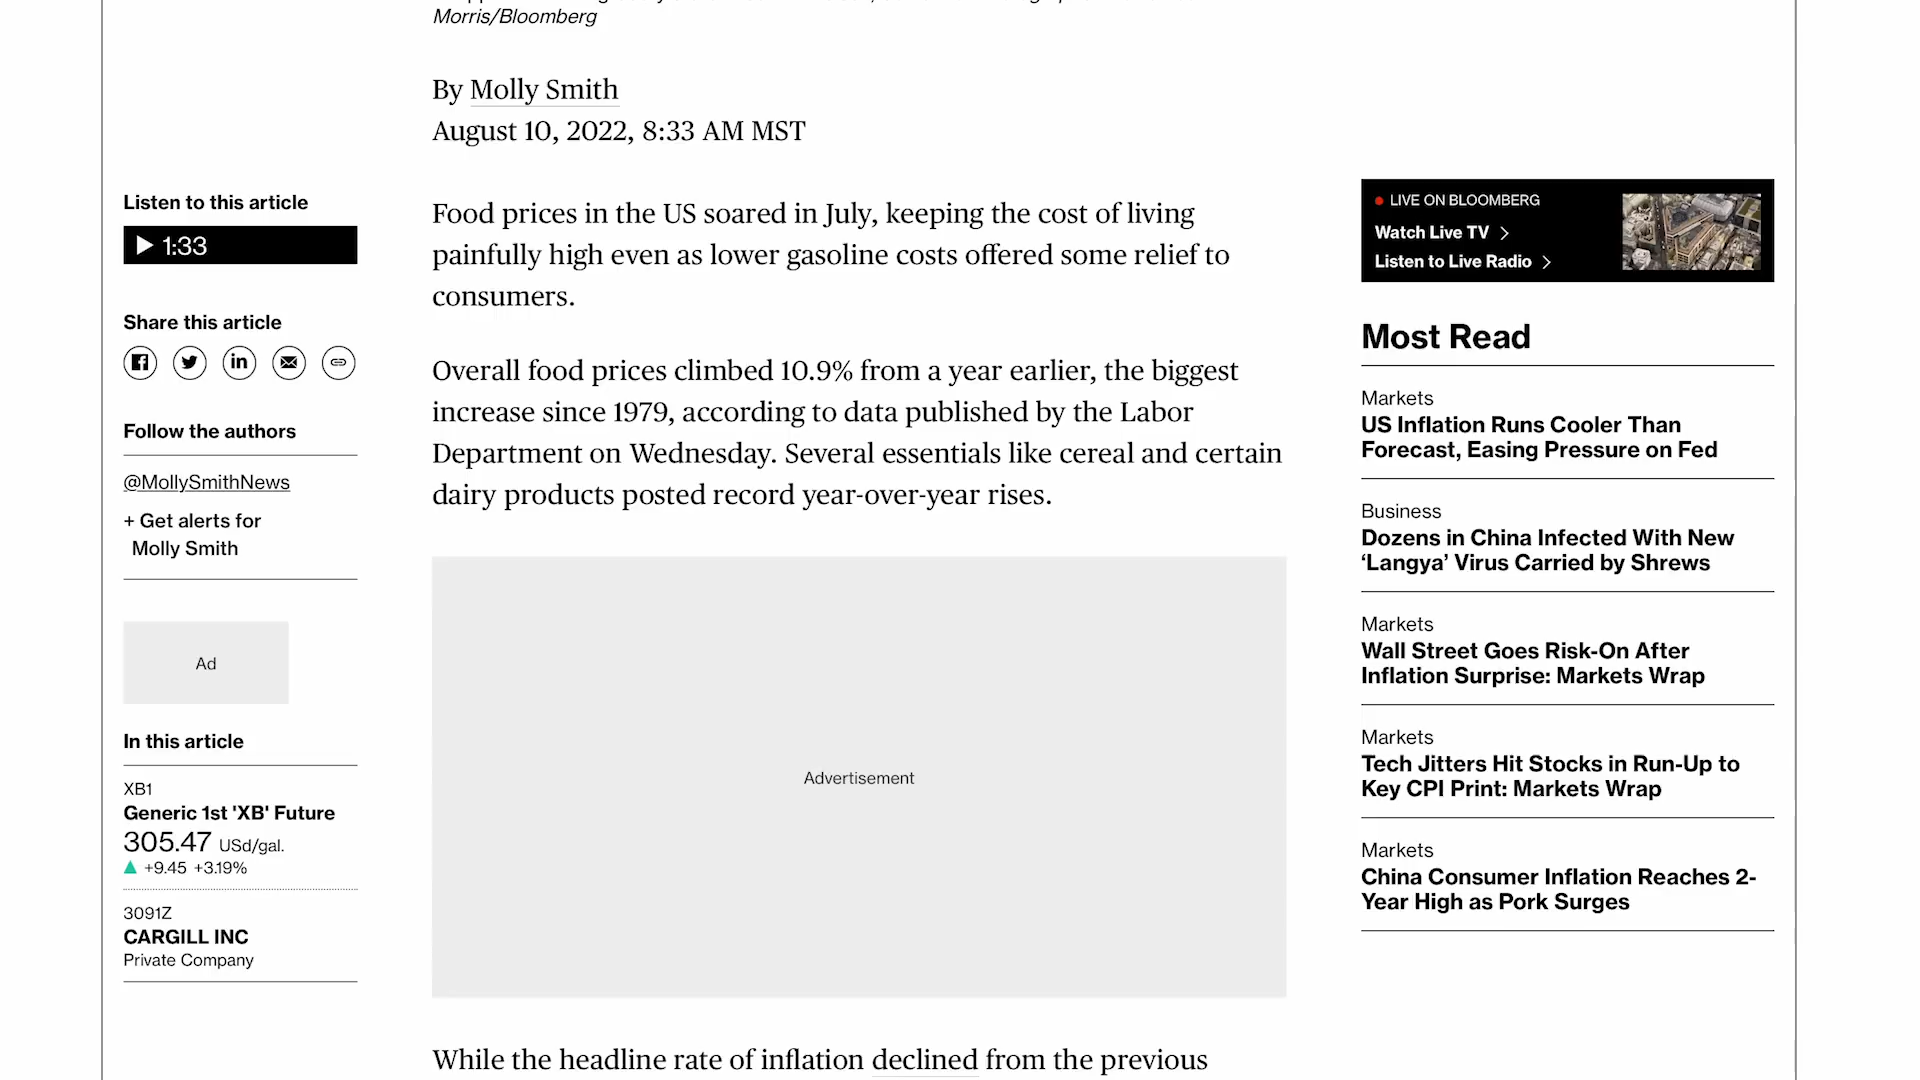 Morris/Bloomberg
By Molly Smith
August 10, 2022, 8:33 AM MST
Listen to this article
1:33
Share this article
Follow the authors
@MollySmithNews
+ Get alerts for
Molly Smith
Ad
In this article
XB1
Generic 1st 'XB' Future
305.47 USd/gal.
+9.45 +3.19%
3091Z
CARGILL INC
Private Company
Food prices in the US soared in July, keeping the cost of living
painfully high even as lower gasoline costs offered some relief to
consumers.
Overall food prices climbed 10.9% from a year earlier, the biggest
increase since 1979, according to data published by the Labor
Department on Wednesday. Several essentials like cereal and certain
dairy products posted record year-over-year rises.
Advertisement
While the headline rate of inflation declined from the previous
LIVE ON BLOOMBERG
Watch Live TV
Listen to Live Radio
Most Read
Markets
US Inflation Runs Cooler Than
Forecast, Easing Pressure on Fed
Business
Dozens in China Infected With New
‘Langya’ Virus Carried by Shrews
Markets
Wall Street Goes Risk-On After
Inflation Surprise: Markets Wrap
Markets
Tech Jitters Hit Stocks in Run-Up to
Key CPI Print: Markets Wrap
Markets
China Consumer Inflation Reaches 2-
Year High as Pork Surges